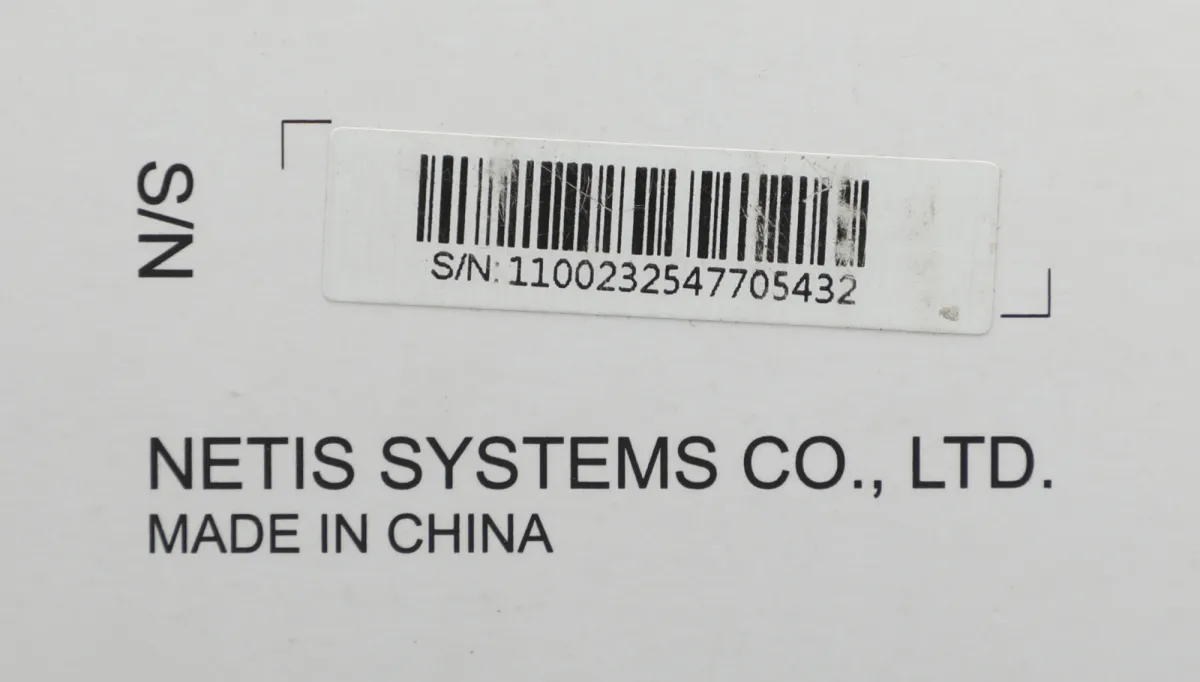 S/N
S/N: 1100232547705432
NETIS SYSTEMS CO., LTD.
MADE IN CHINA